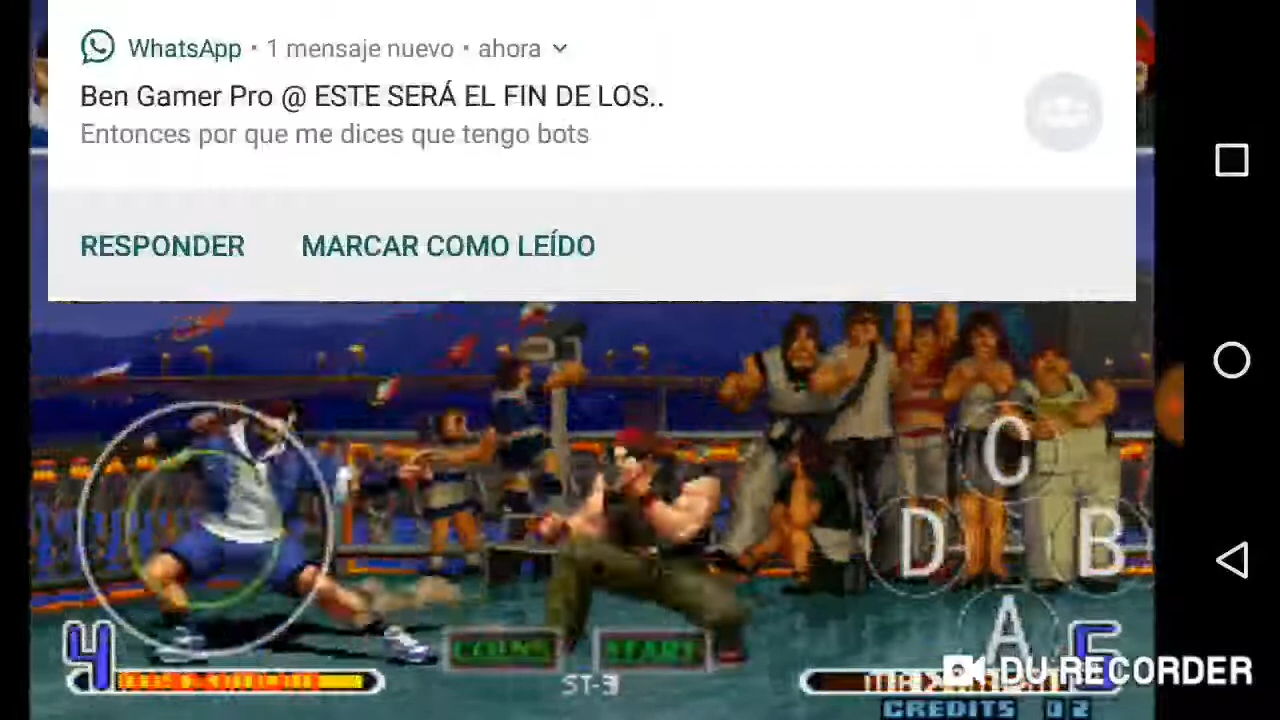 WhatsApp • 1 mensaje nuevo • ahora
Ben Gamer Pro @ ESTE SERÁ EL FIN DE LOS..
Entonces por que me dices que tengo bots
RESPONDER MARCAR COMO LEÍDO
C
D B
A
4
START
ST-3
DU RECORDER
CREDITS 02